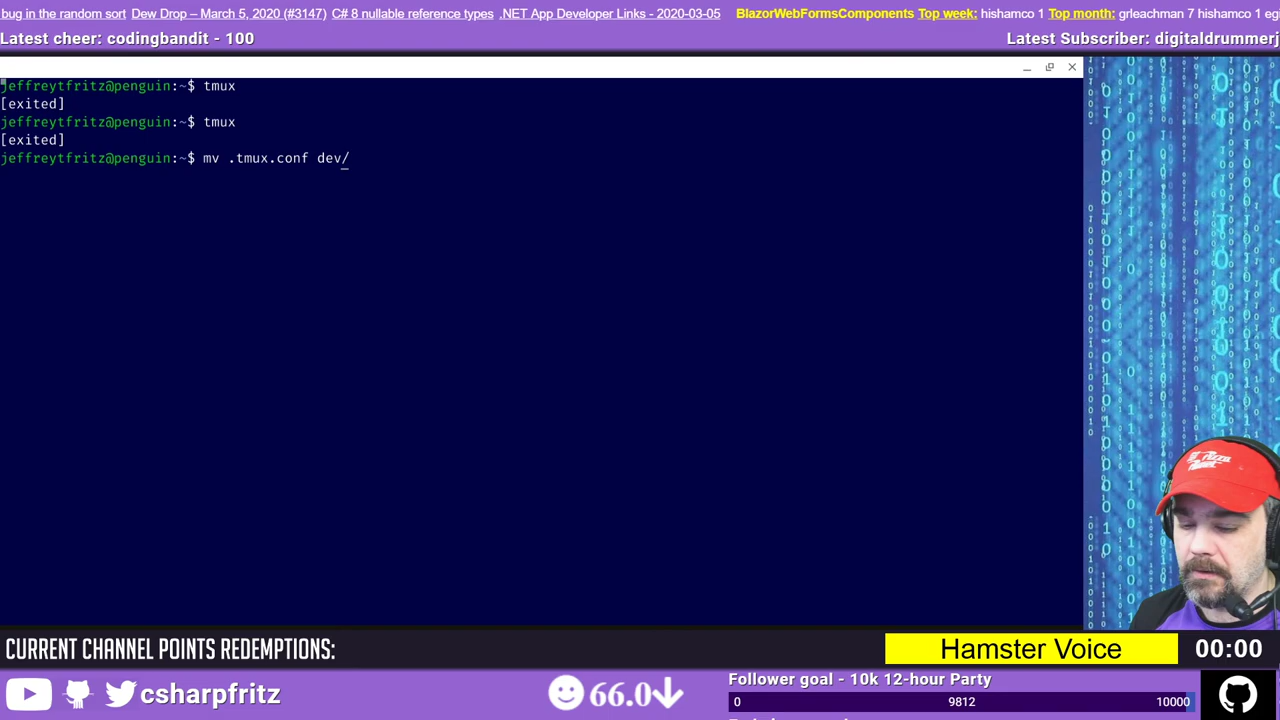 bug in the random sort Dew Drop – March 5, 2020 (#3147) C# 8 nullable reference types .NET App Developer Links - 2020-03-05 BlazorWebFormsComponents Top week: hishamco 1 Top month: grleachman 7 hishamco 1
Latest cheer: codingbandit - 100
Latest Subscriber: digitaldrummerj
jeffreytfritz@penguin:~$ tmux
[exited]
jeffreytfritz@penguin:~$ tmux
[exited]
jeffreytfritz@penguin:~$ mv .tmux.conf dev/
CURRENT CHANNEL POINTS REDEMPTIONS:
Hamster Voice
00:00
csharpfritz
66.0
Follower goal - 10k 12-hour Party
0 9812 10000